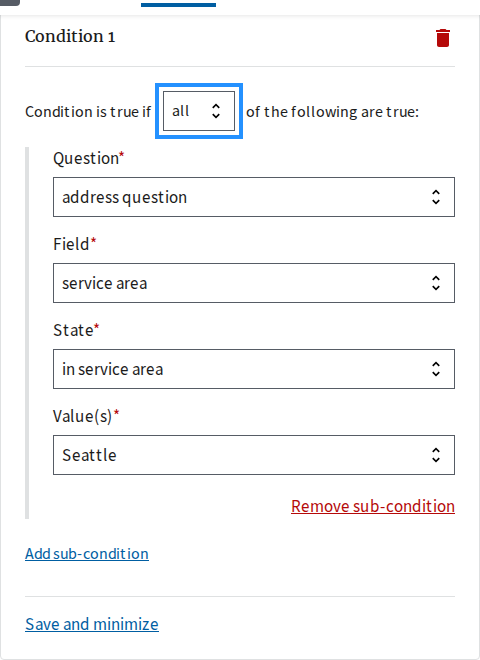 Condition 1
Condition is true if all of the following are true:
Question*
address question
Field*
service area
State*
in service area
Value(s)*
Seattle
Remove sub-condition
Add sub-condition
Save and minimize